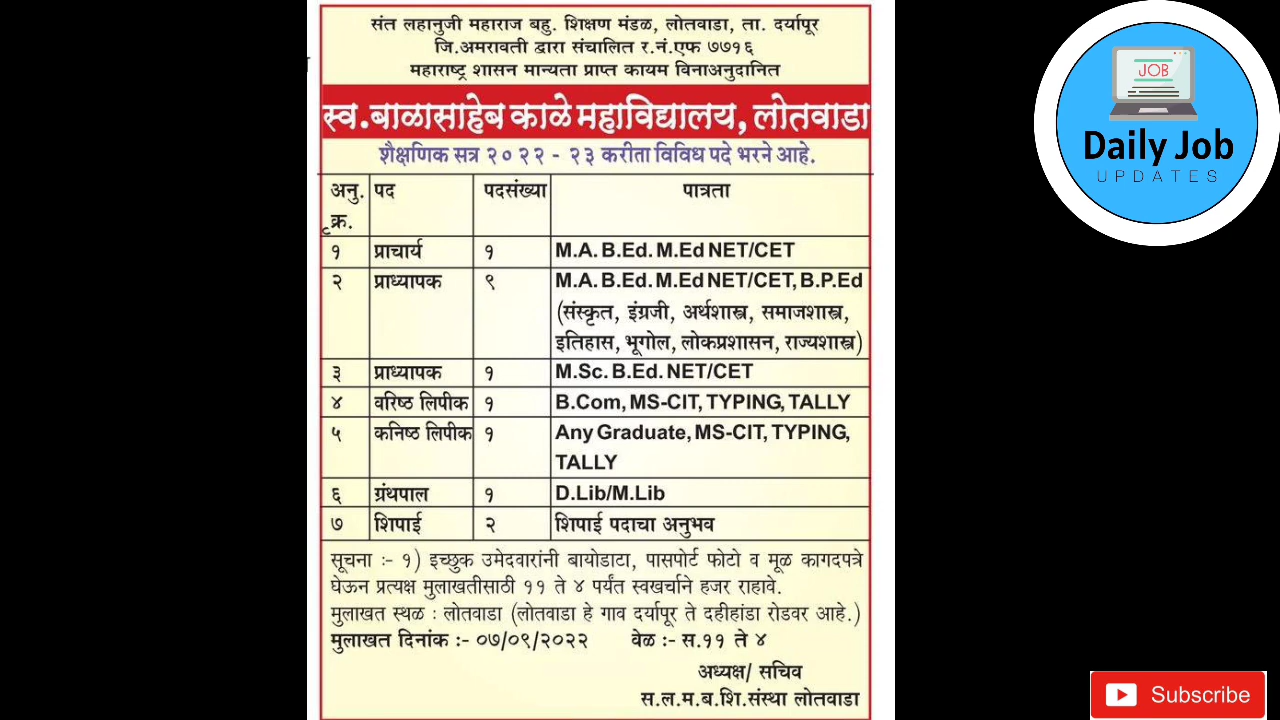 संत लहानुजी महाराज बहु. शिक्षण मंडळ, लोतवाडा, ता. दर्यापूर
जि.अमरावती द्वारा संचालित र.नं.एफ ७७१६
महाराष्ट्र शासन मान्यता प्राप्त कायम विनाअनुदानित
स्व.बाळासाहेब काळे महाविद्यालय, लोतवाडा
शैक्षणिक सत्र २०२२ - २३ करीता विविध पदे भरने आहे.
अनु. क्र. पद पदसंख्या पात्रता
१ प्राचार्य १ M.A. B.Ed. M.Ed NET/CET
२ प्राध्यापक ९ M.A. B.Ed. M.Ed NET/CET, B.P.Ed
(संस्कृत, इंग्रजी, अर्थशास्त्र, समाजशास्त्र,
इतिहास, भूगोल, लोकप्रशासन, राज्यशास्त्र)
३ प्राध्यापक १ M.Sc. B.Ed. NET/CET
४ वरिष्ठ लिपीक १ B.Com, MS-CIT, TYPING, TALLY
५ कनिष्ठ लिपीक १ Any Graduate, MS-CIT, TYPING,
TALLY
६ ग्रंथपाल १ D.Lib/M.Lib
७ शिपाई २ शिपाई पदाचा अनुभव
सूचना :- १) इच्छुक उमेदवारांनी बायोडाटा, पासपोर्ट फोटो व मूळ कागदपत्रे
घेऊन प्रत्यक्ष मुलाखतीसाठी ११ ते ४ पर्यंत स्वखर्चाने हजर राहावे.
मुलाखत स्थळ : लोतवाडा (लोतवाडा हे गाव दर्यापूर ते दहीहांडा रोडवर आहे.)
मुलाखत दिनांक :- ०७/०९/२०२२ वेळ :- स.११ ते ४
अध्यक्ष/ सचिव
स.ल.म.ब.शि.संस्था लोतवाडा
JOB
Daily Job
UPDATES
Subscribe